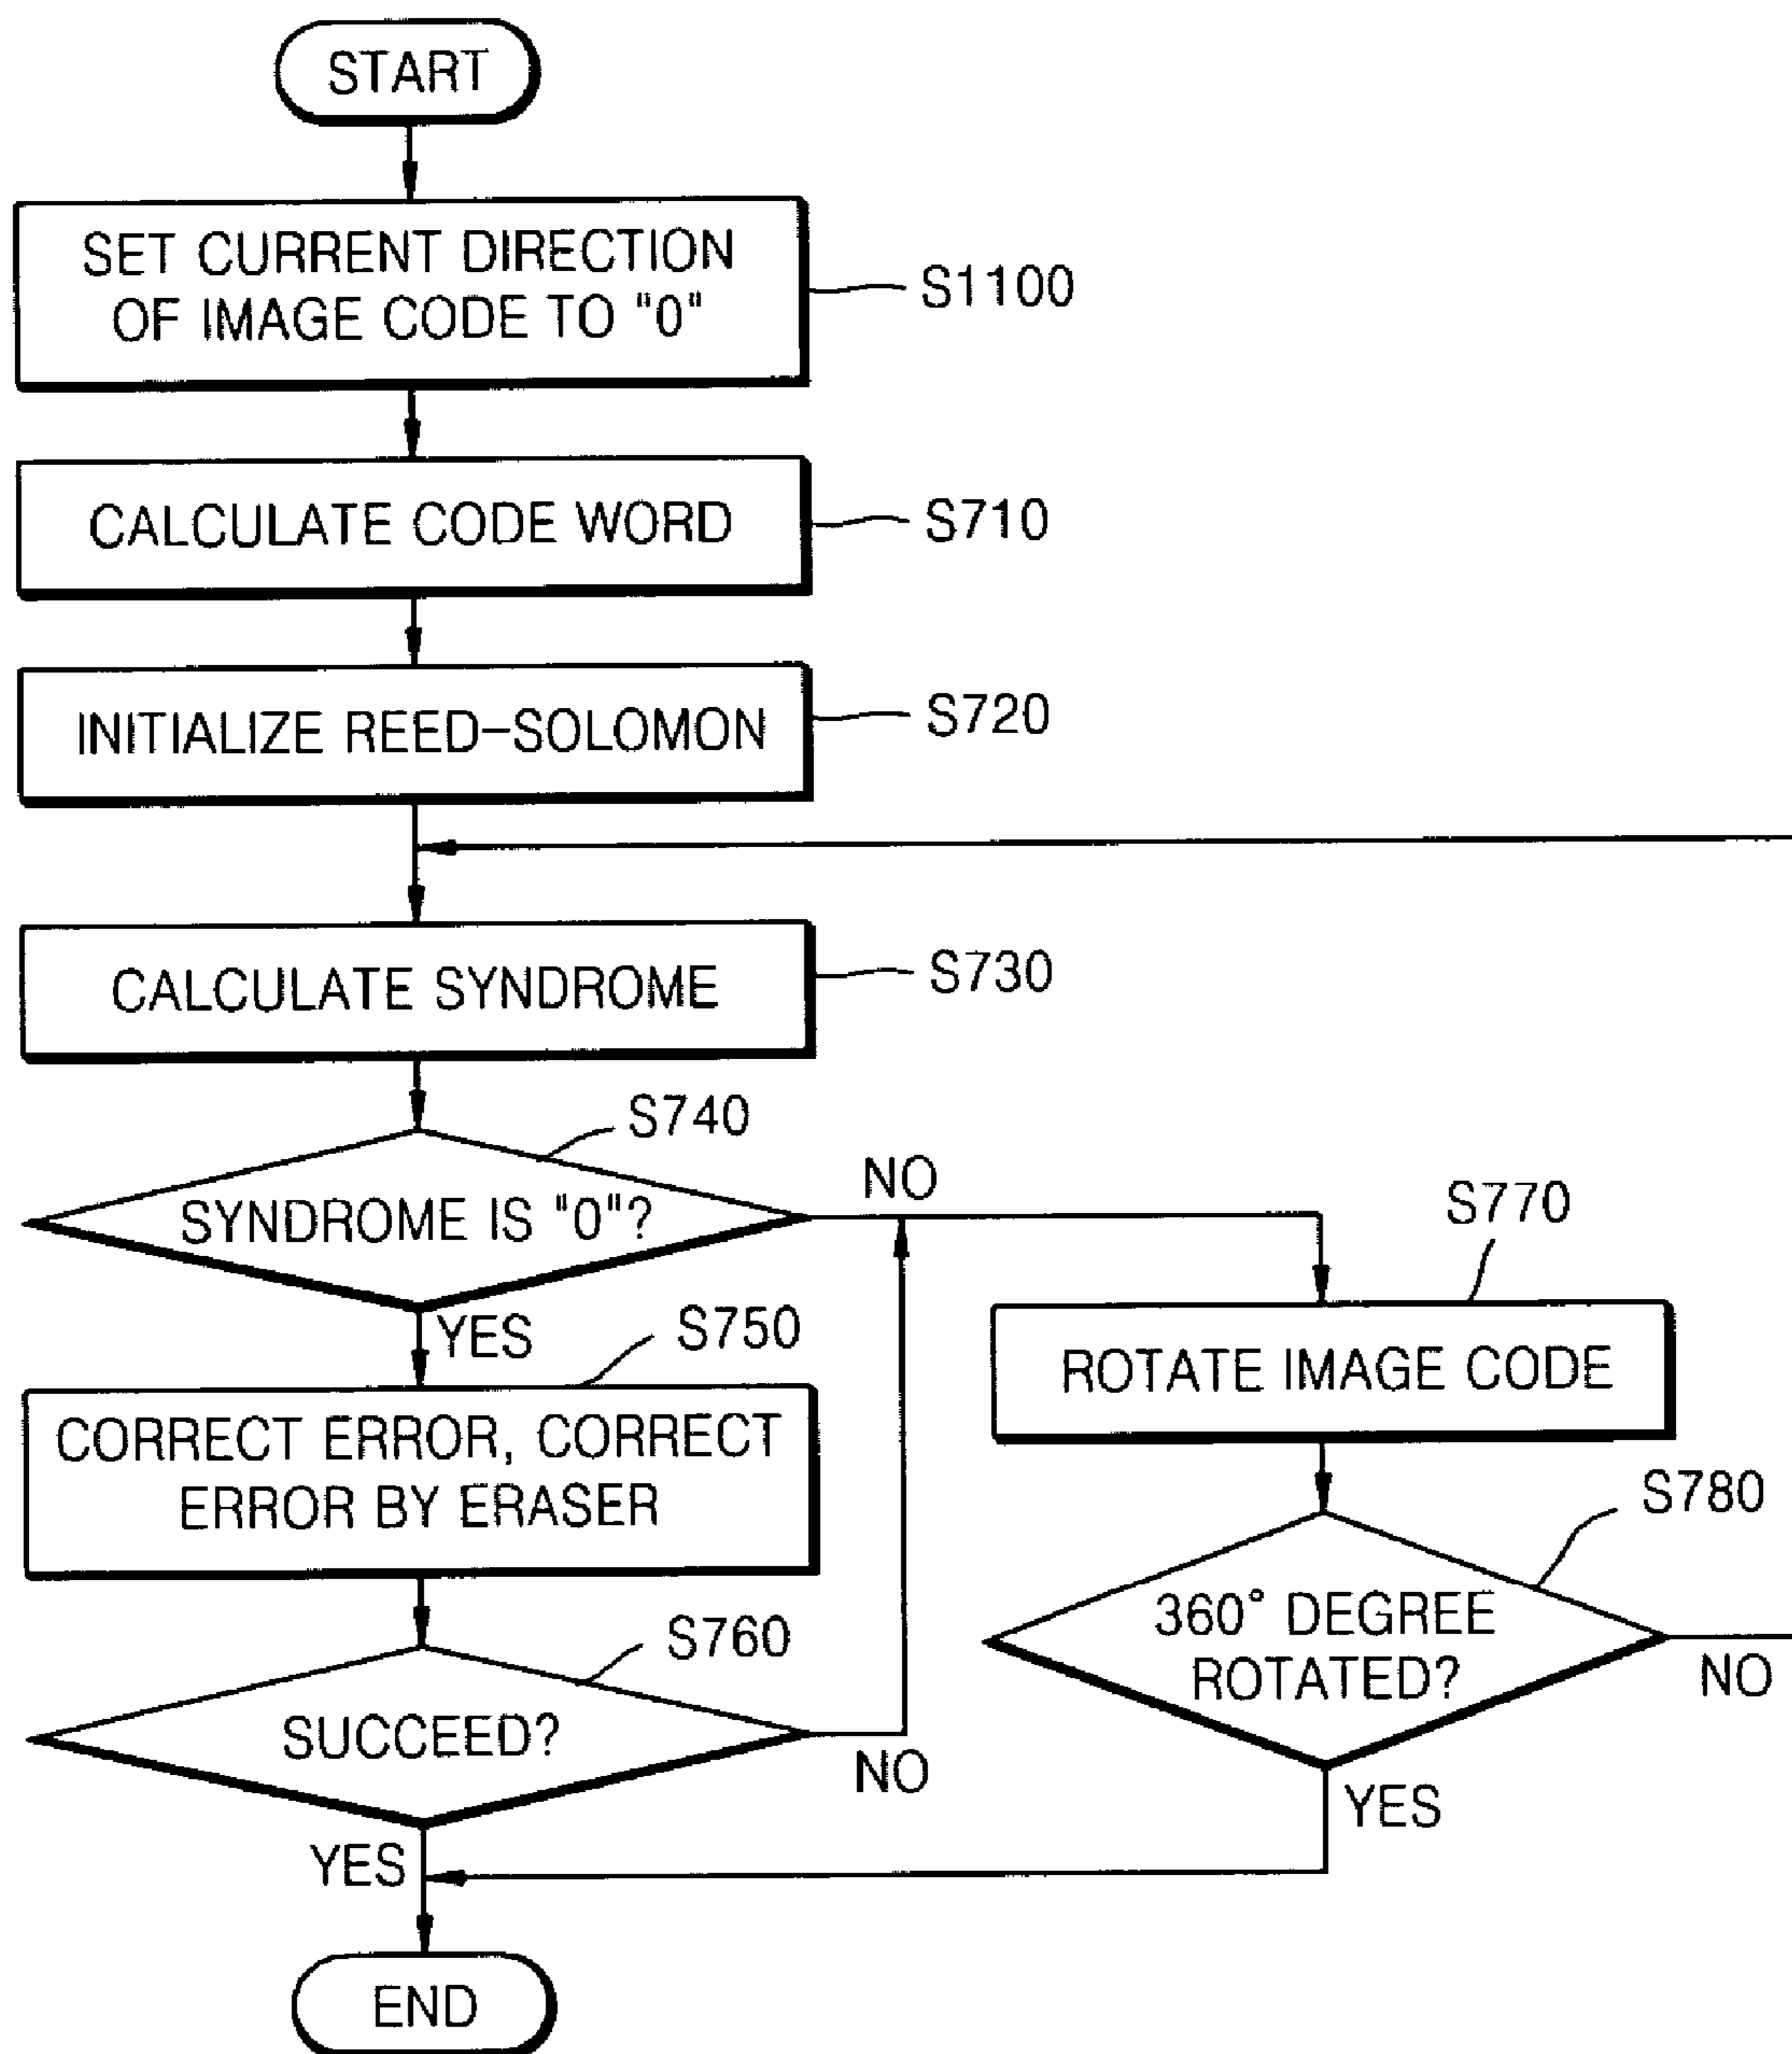 START
SET CURRENT DIRECTION
OF IMAGE CODE TO "0"
S1100
CALCULATE CODE WORD
S710
INITIALIZE REED-SOLOMON
S720
CALCULATE SYNDROME
S730
S740
SYNDROME IS "0"?
NO
YES
S750
CORRECT ERROR, CORRECT
ERROR BY ERASER
S760
SUCCEED?
NO
YES
S770
ROTATE IMAGE CODE
S780
360° DEGREE
ROTATED?
NO
YES
END